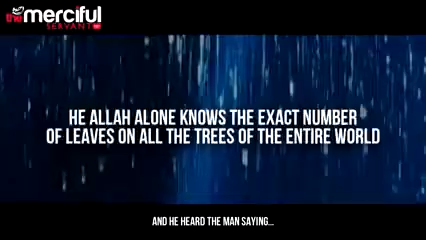 the merciful
SERVANT
HE ALLAH ALONE KNOWS THE EXACT NUMBER
OF LEAVES ON ALL THE TREES OF THE ENTIRE WORLD
AND HE HEARD THE MAN SAYING...